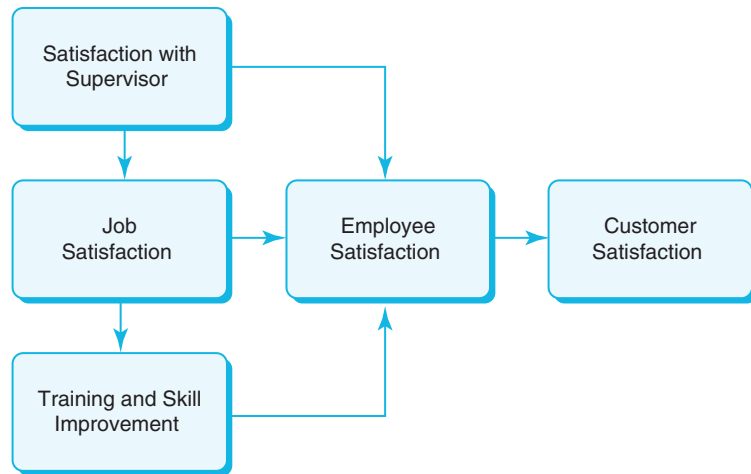 Satisfaction with
Supervisor
Job
Satisfaction
Employee
Satisfaction
Customer
Satisfaction
Training and Skill
Improvement